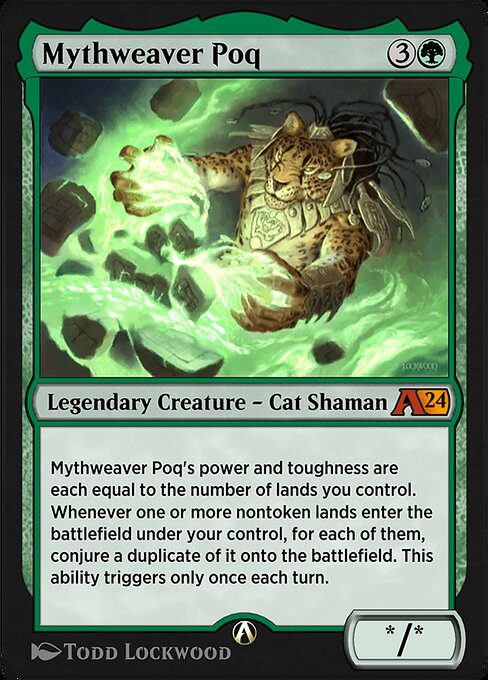 Mythweaver Poq 3
LOCKWOOD
Legendary Creature – Cat Shaman A24
Mythweaver Poq's power and toughness are
each equal to the number of lands you control.
Whenever one or more nontoken lands enter the
battlefield under your control, for each of them,
conjure a duplicate of it onto the battlefield. This
ability triggers only once each turn.
*/*
Todd Lockwood